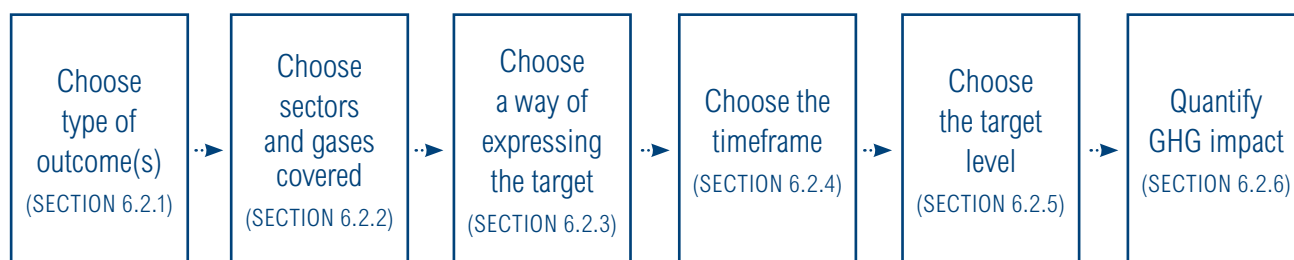 Choose
type of
outcome(s)
(SECTION 6.2.1)
Choose
sectors
and gases
covered
(SECTION 6.2.2)
Choose
a way of
expressing
the target
(SECTION 6.2.3)
Choose the
timeframe
(SECTION 6.2.4)
Choose
the target
level
(SECTION 6.2.5)
Quantify
GHG impact
(SECTION 6.2.6)